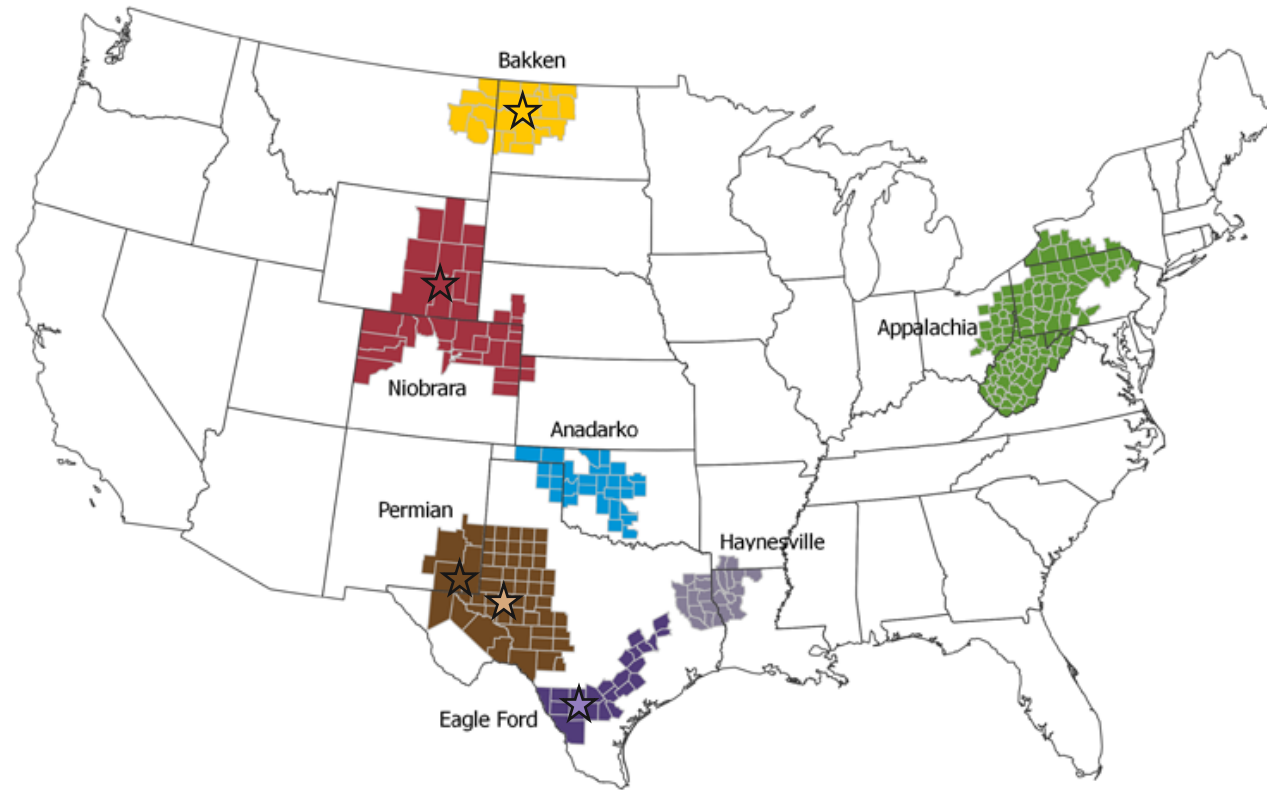 Bakken
Appalachia
Niobrara
Anadarko
Permian
Haynesville
Eagle Ford